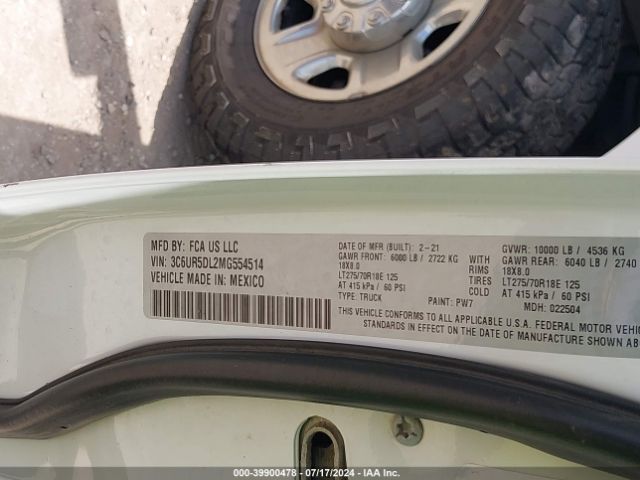 MFD BY: FCA US LLC
VIN: 3C6UR5DL2MG554514
VEHICLE MADE IN: MEXICO
DATE OF MFR (BUILT): 2-21
GAWR FRONT: 6000 LB / 2722 KG WITH
18X8.0 RIMS
LT275/70R18E 125 TIRES
AT 415 kPa / 60 PSI
TYPE: TRUCK PAINT: PW7
GVWR: 10000 LB / 4536 KG
GAWR REAR: 6040 LB / 2740
18X8.0
LT275/70R18E 125
AT 415 kPa / 60 PSI
MDH: 022504
THIS VEHICLE CONFORMS TO ALL APPLICABLE U.S.A. FEDERAL MOTOR VEHIC
STANDARDS IN EFFECT ON THE DATE OF MANUFACTURE SHOWN ABO
000-39900478 - 07/17/2024 - IAA Inc.